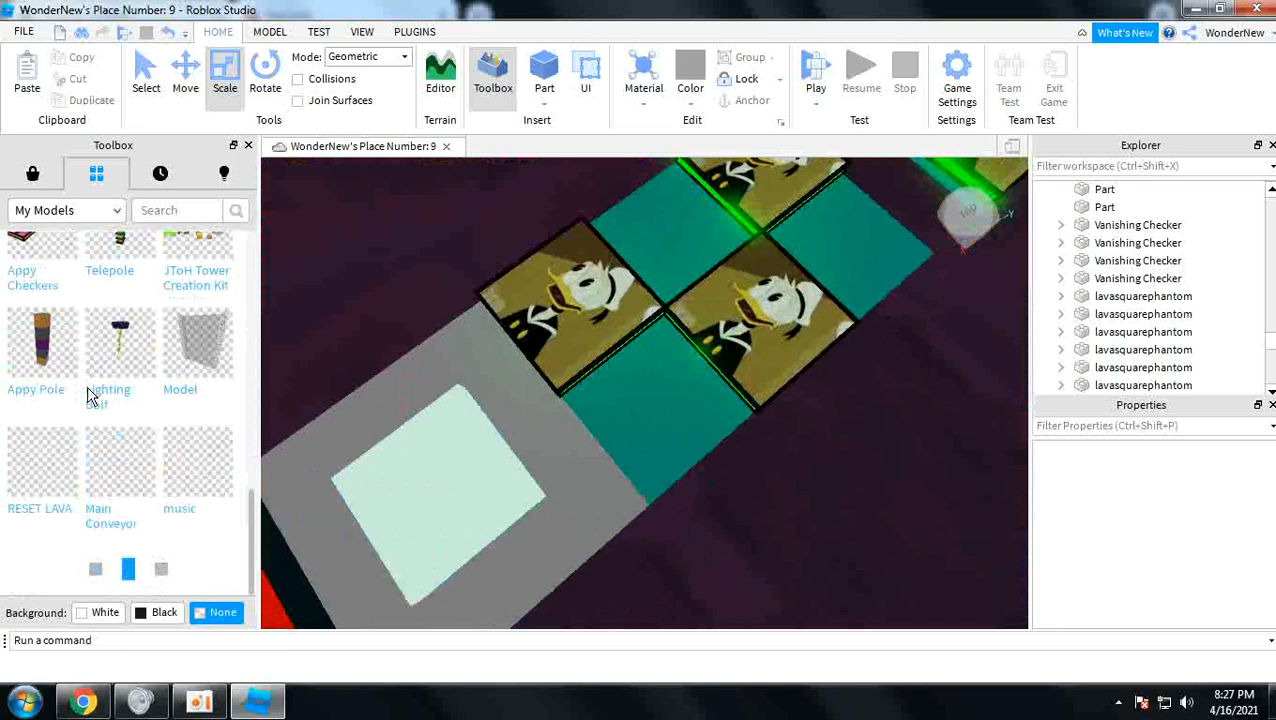 WonderNew's Place Number: 9 - Roblox Studio
FILE
HOME MODEL TEST VIEW PLUGINS
What's New
WonderNew
Paste
Copy
Cut
Duplicate
Clipboard
Select
Move
Scale
Rotate
Mode: Geometric
Collisions
Join Surfaces
Tools
Editor
Terrain
Toolbox
Part
UI
Insert
Material
Color
Group
Lock
Anchor
Edit
Play
Resume
Stop
Test
Game
Settings
Settings
Team
Test
Exit
Game
Team Test
Toolbox
WonderNew's Place Number: 9
My Models
Search
Appy
Checkers
Telepole
JToH Tower
Creation Kit
Appy Pole
Model
RESET LAVA
Main
Conveyor
music
Background: White Black None
Run a command
Explorer
Filter workspace (Ctrl+Shift+X)
Part
Part
Vanishing Checker
Vanishing Checker
Vanishing Checker
Vanishing Checker
lavasquarephantom
lavasquarephantom
lavasquarephantom
lavasquarephantom
lavasquarephantom
lavasquarephantom
Properties
Filter Properties (Ctrl+Shift+P)
8:27 PM
4/16/2021